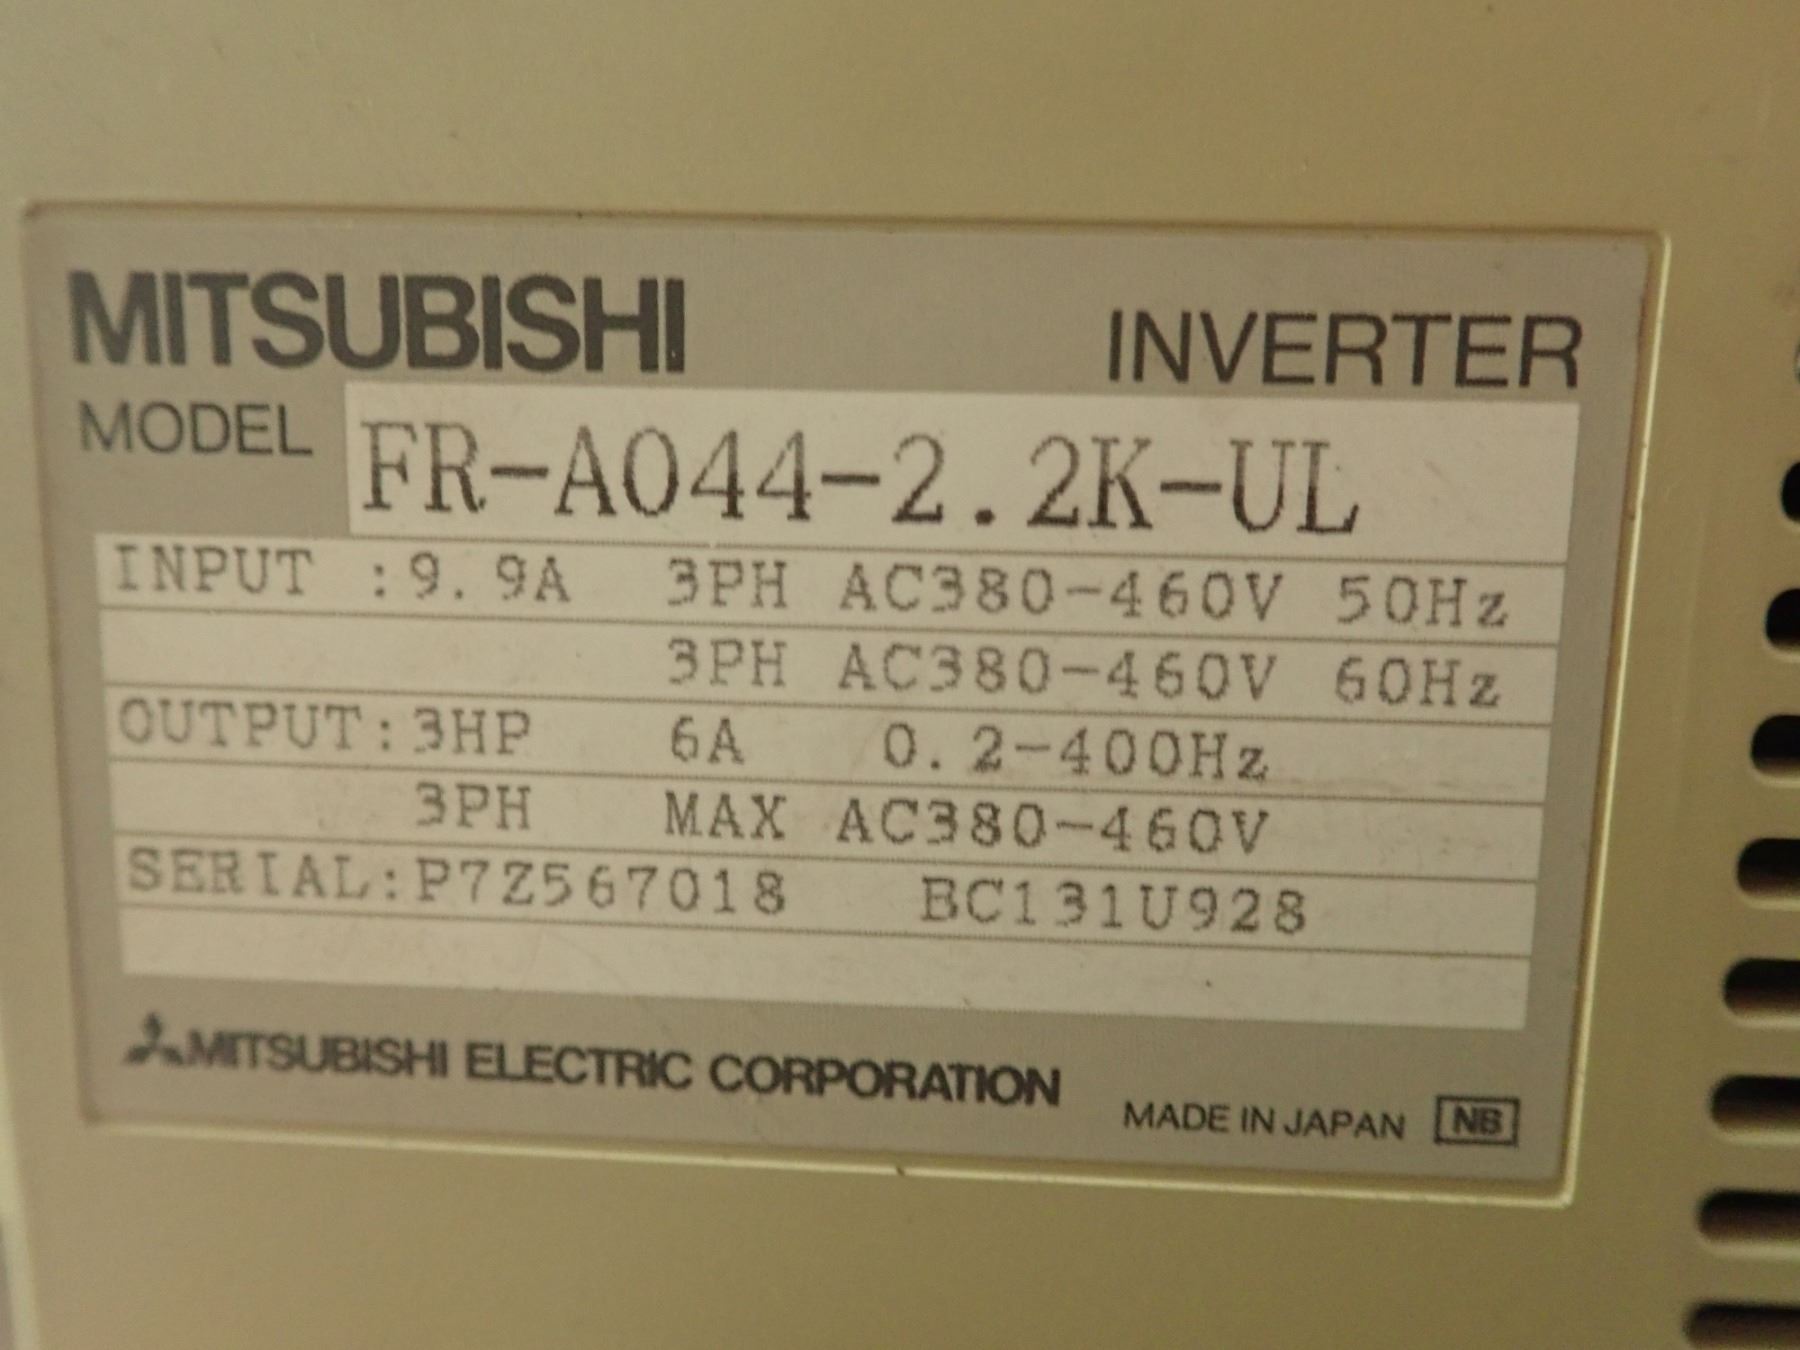 MITSUBISHI INVERTER
MODEL FR-A044-2.2K-UL
INPUT :9.9A 3PH AC380-460V 50Hz
3PH AC380-460V 60Hz
OUTPUT:3HP 6A 0.2-400Hz
3PH MAX AC380-460V
SERIAL:P7Z567018 BC131U928
MITSUBISHI ELECTRIC CORPORATION
MADE IN JAPAN NB